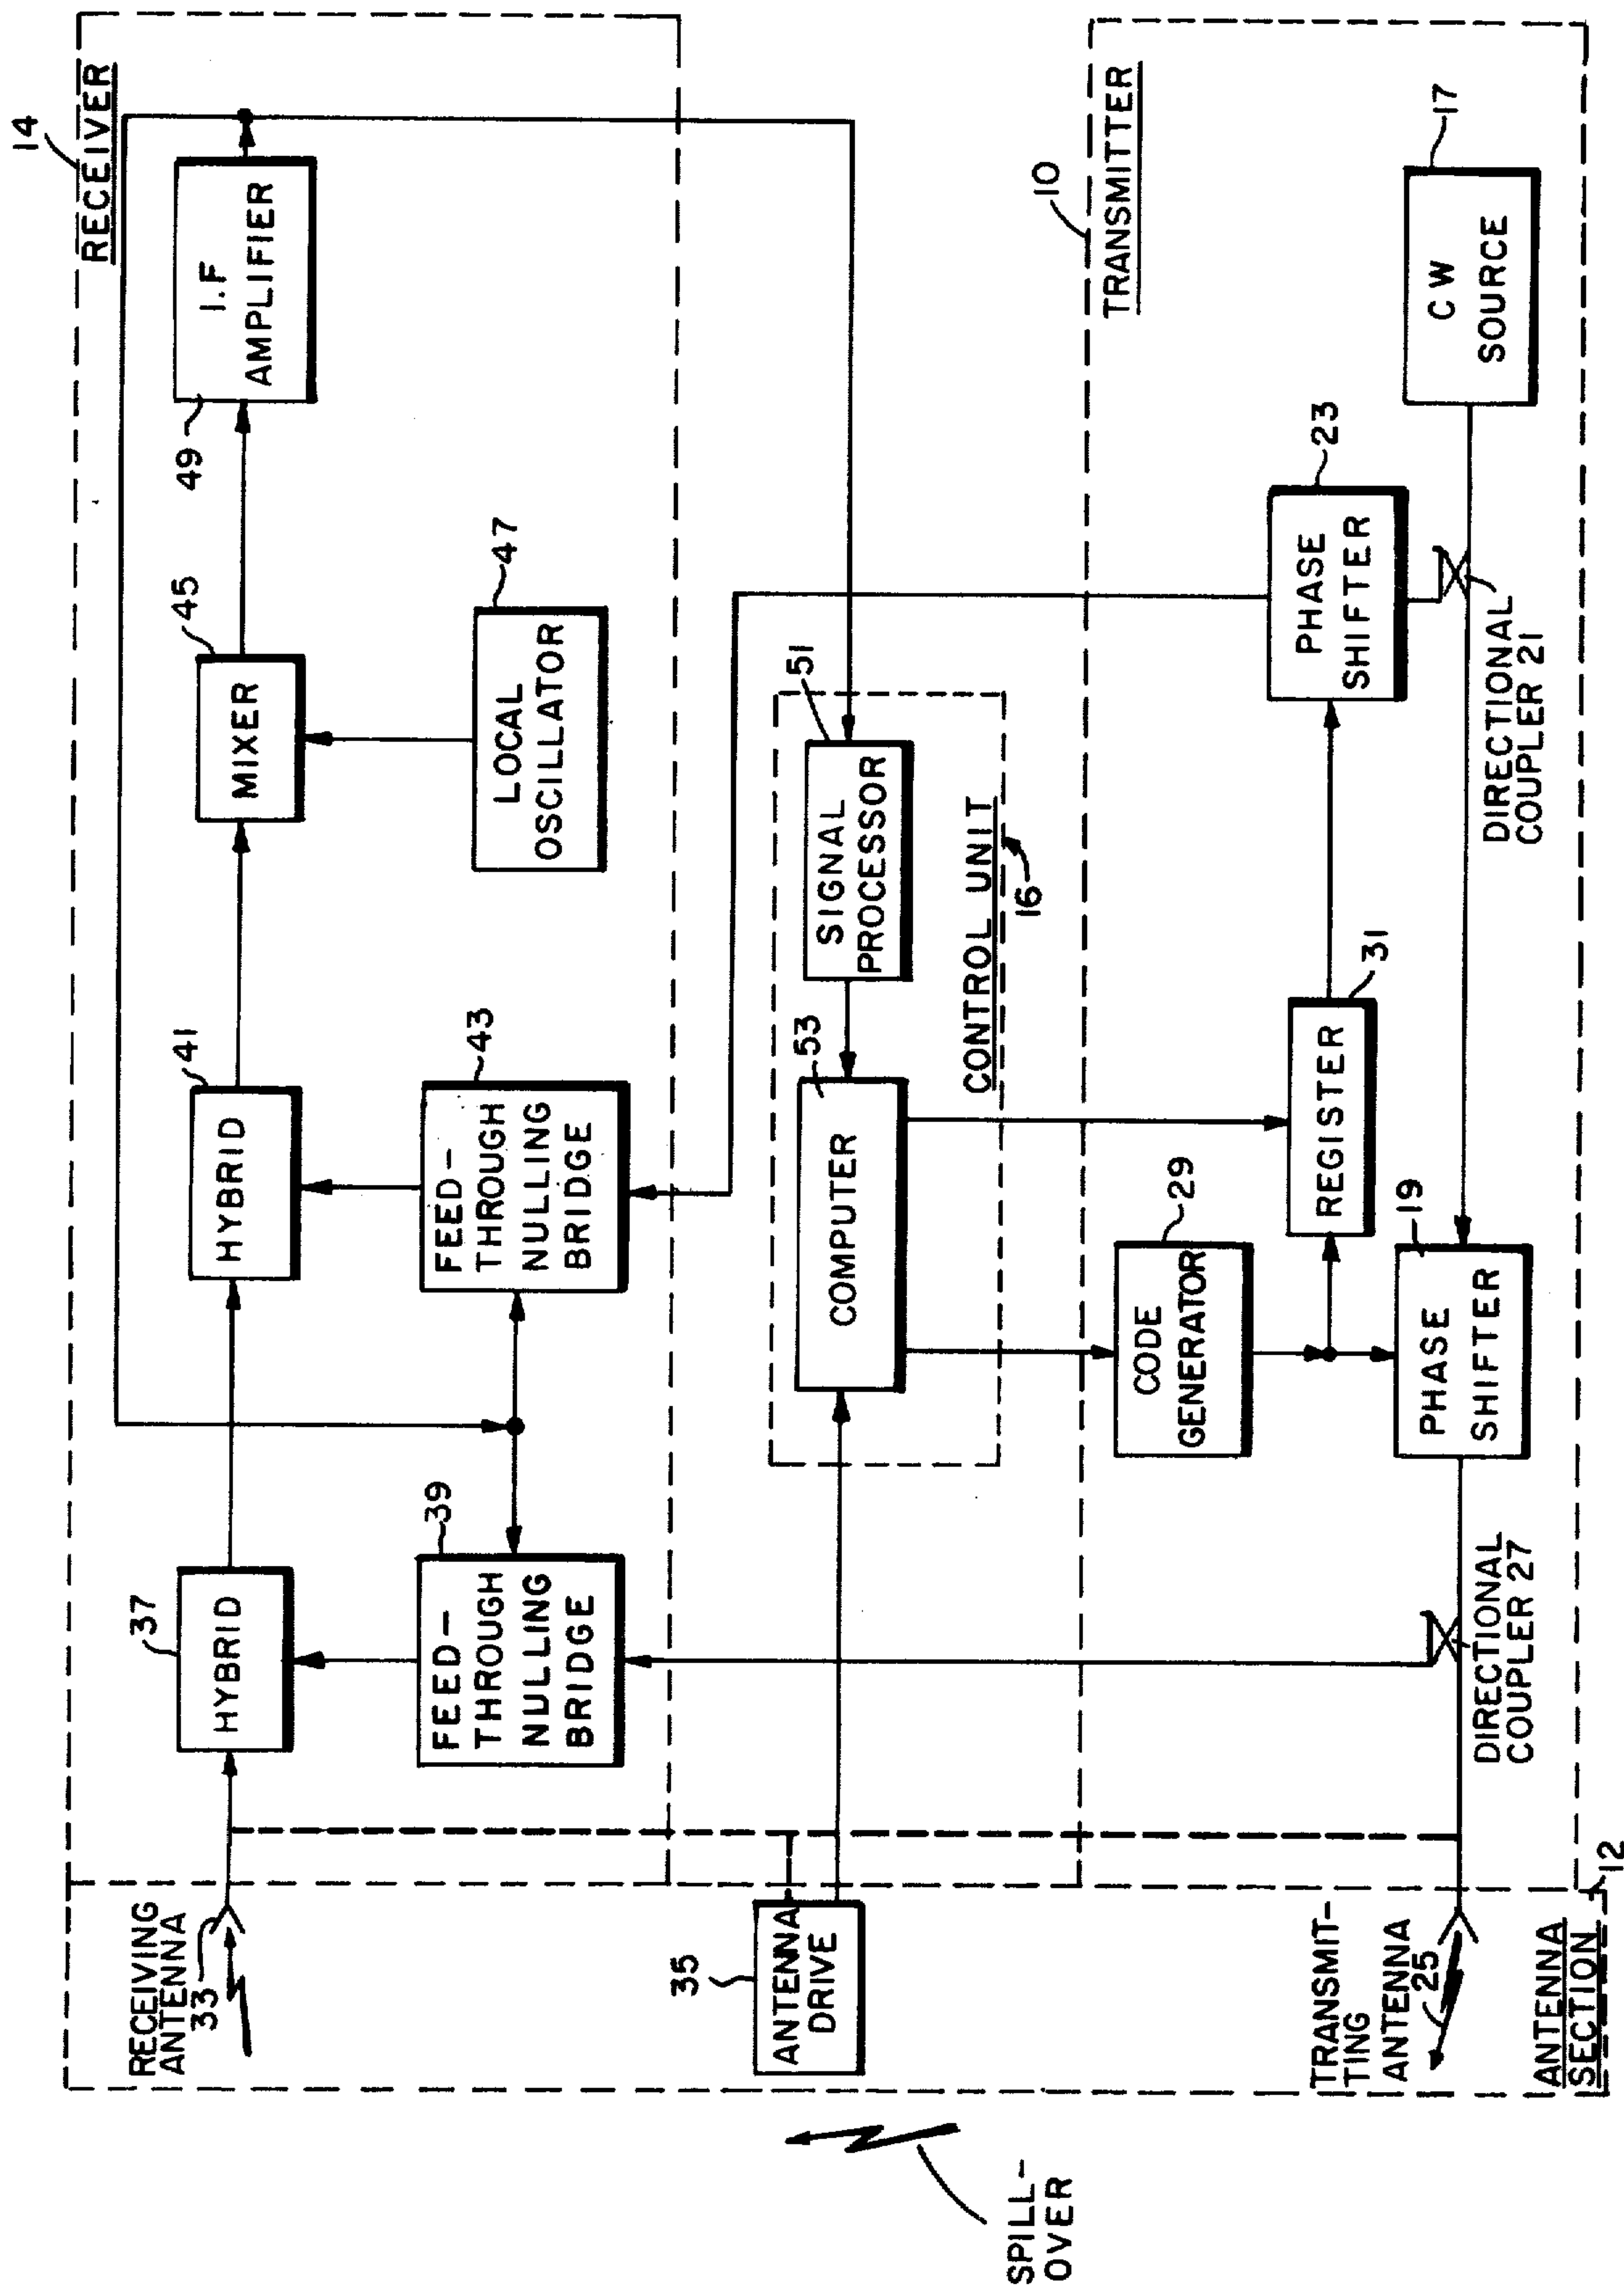 14
RECEIVER
RECEIVING
ANTENNA
33
37
HYBRID
41
HYBRID
45
MIXER
49
I.F
AMPLIFIER
39
FEED-
THROUGH
NULLING
BRIDGE
43
FEED-
THROUGH
NULLING
BRIDGE
47
LOCAL
OSCILLATOR
SPILL-
OVER
35
ANTENNA
DRIVE
53
COMPUTER
51
SIGNAL
PROCESSOR
CONTROL UNIT
16
10
TRANSMITTER
29
CODE
GENERATOR
31
REGISTER
23
PHASE
SHIFTER
17
CW
SOURCE
19
PHASE
SHIFTER
TRANSMIT-
TING
ANTENNA
25
DIRECTIONAL
COUPLER 27
DIRECTIONAL
COUPLER 21
ANTENNA
SECTION
12